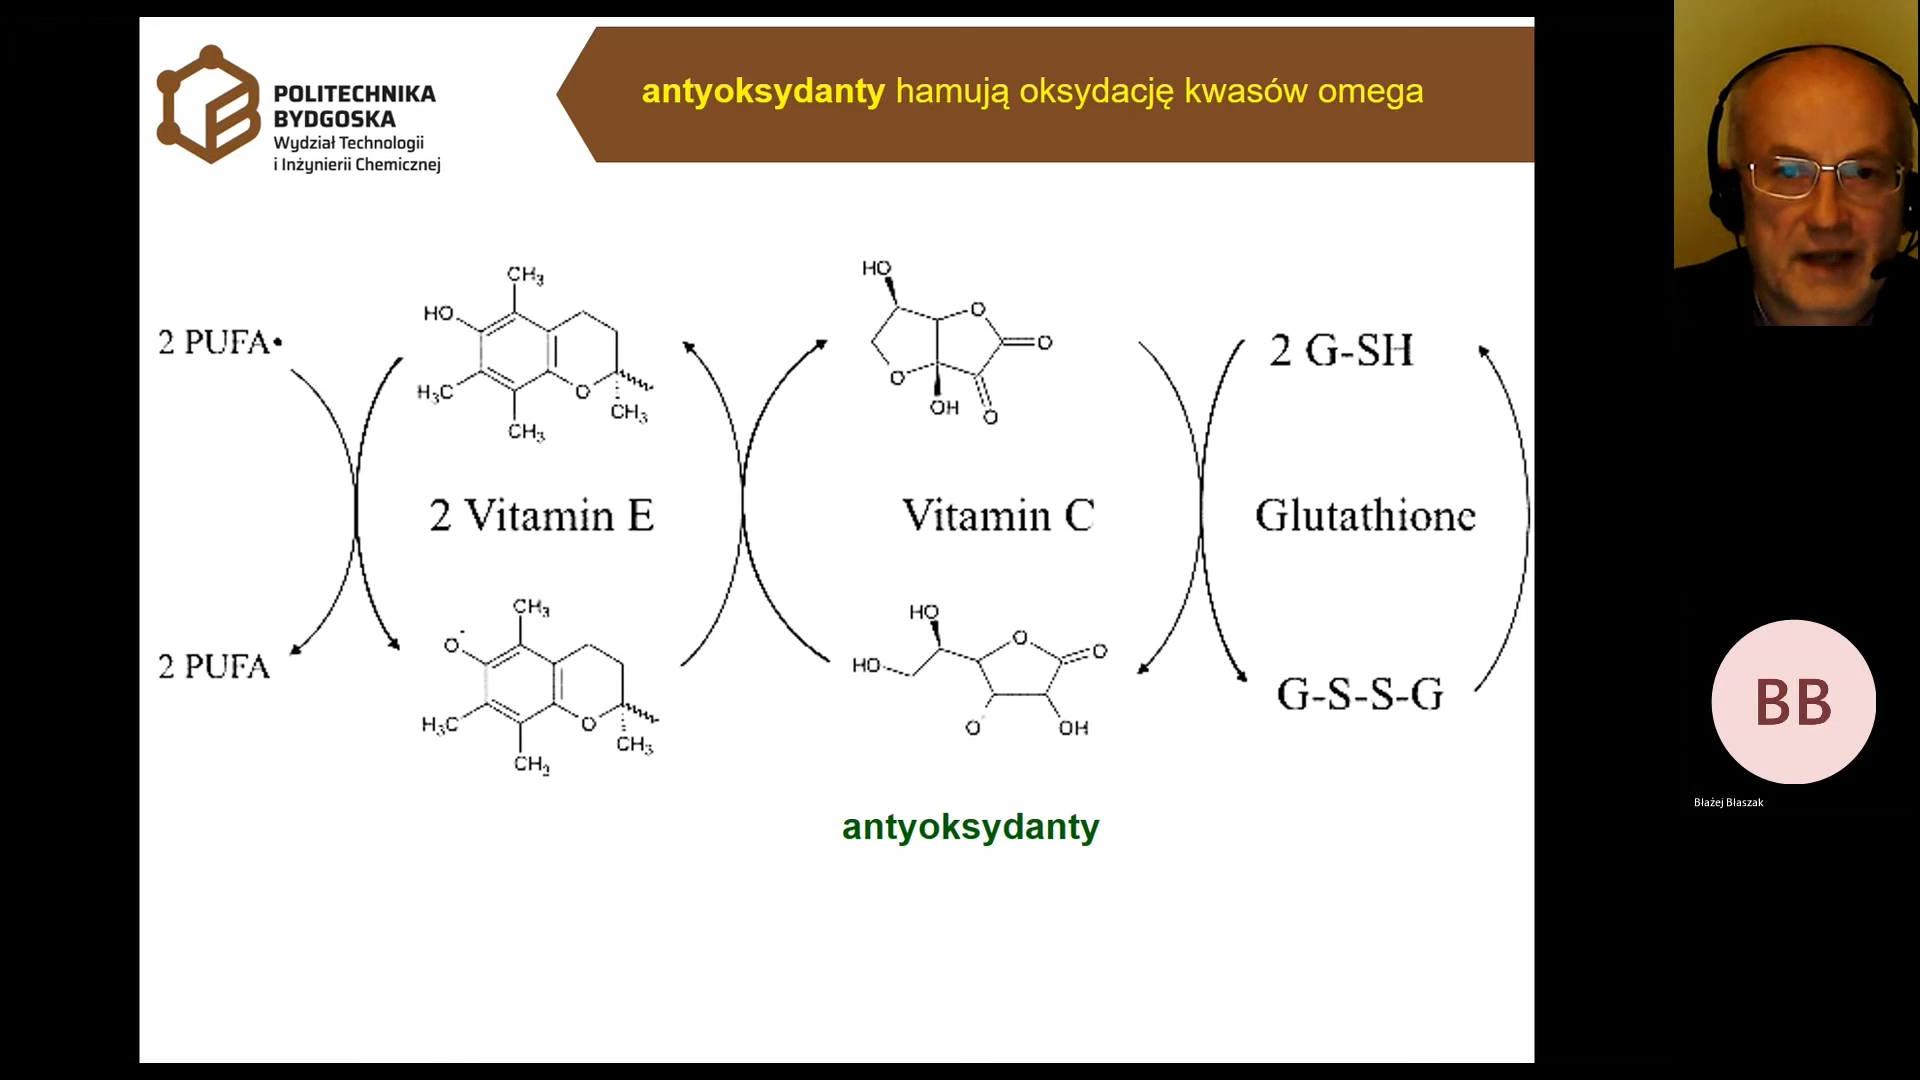 POLITECHNIKA
BYDGOSKA
Wydział Technologii
i Inżynierii Chemicznej
antyoksydanty hamują oksydację kwasów omega
2 PUFA•
HO
CH₃
H₃C
CH₃
O
CH₃
HO
O
O
O
OH
O
2 G-SH
2 Vitamin E
Vitamin C
Glutathione
2 PUFA
O
CH₃
H₃C
CH₂
O
CH₃
HO
HO
O
O
O
OH
G-S-S-G
antyoksydanty
BB
Błażej Błaszak